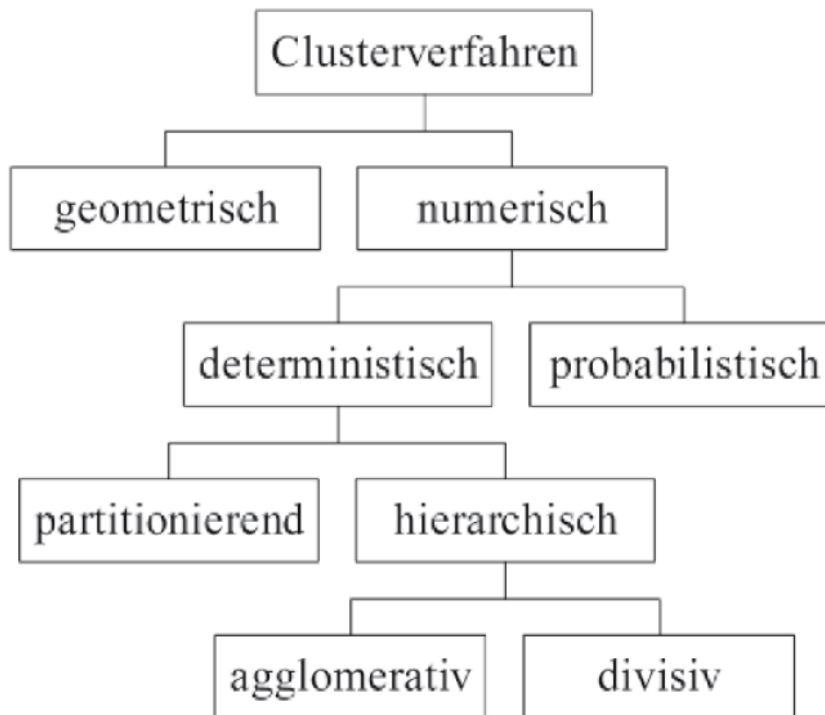 Clusterverfahren
geometrisch
numerisch
deterministisch
probabilistisch
partitionierend
hierarchisch
agglomerativ
divisiv